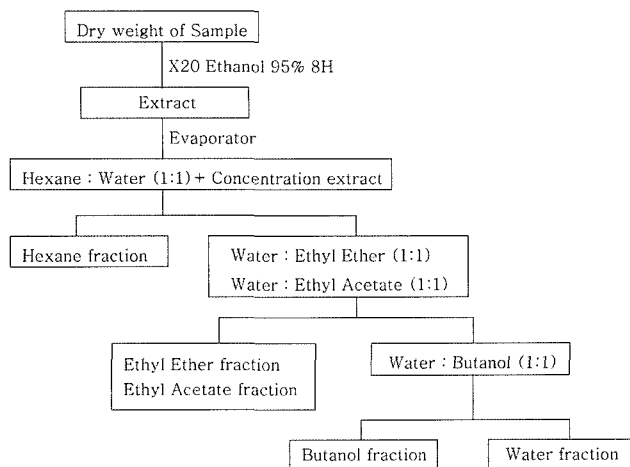 Dry weight of Sample
X20 Ethanol 95% 8H
Extract
Evaporator
Hexane : Water (1:1) + Concentration extract
Hexane fraction
Water : Ethyl Ether (1:1)
Water : Ethyl Acetate (1:1)
Ethyl Ether fraction
Ethyl Acetate fraction
Water : Butanol (1:1)
Butanol fraction
Water fraction